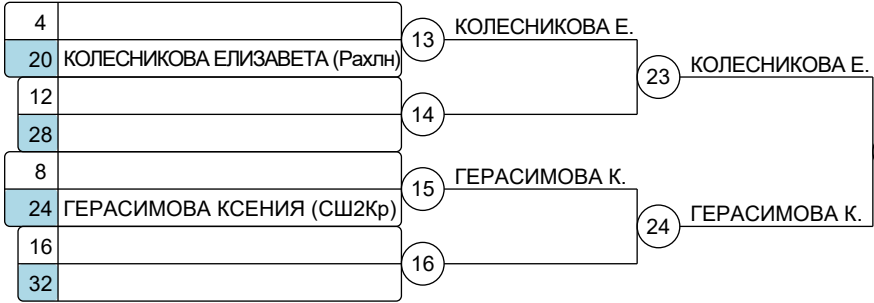 4
20 КОЛЕСНИКОВА ЕЛИЗАВЕТА (Рахлн)
13 КОЛЕСНИКОВА Е.
23 КОЛЕСНИКОВА Е.
12
28
14
8
24 ГЕРАСИМОВА КСЕНИЯ (СШ2Кр)
15 ГЕРАСИМОВА К.
24 ГЕРАСИМОВА К.
16
32
16